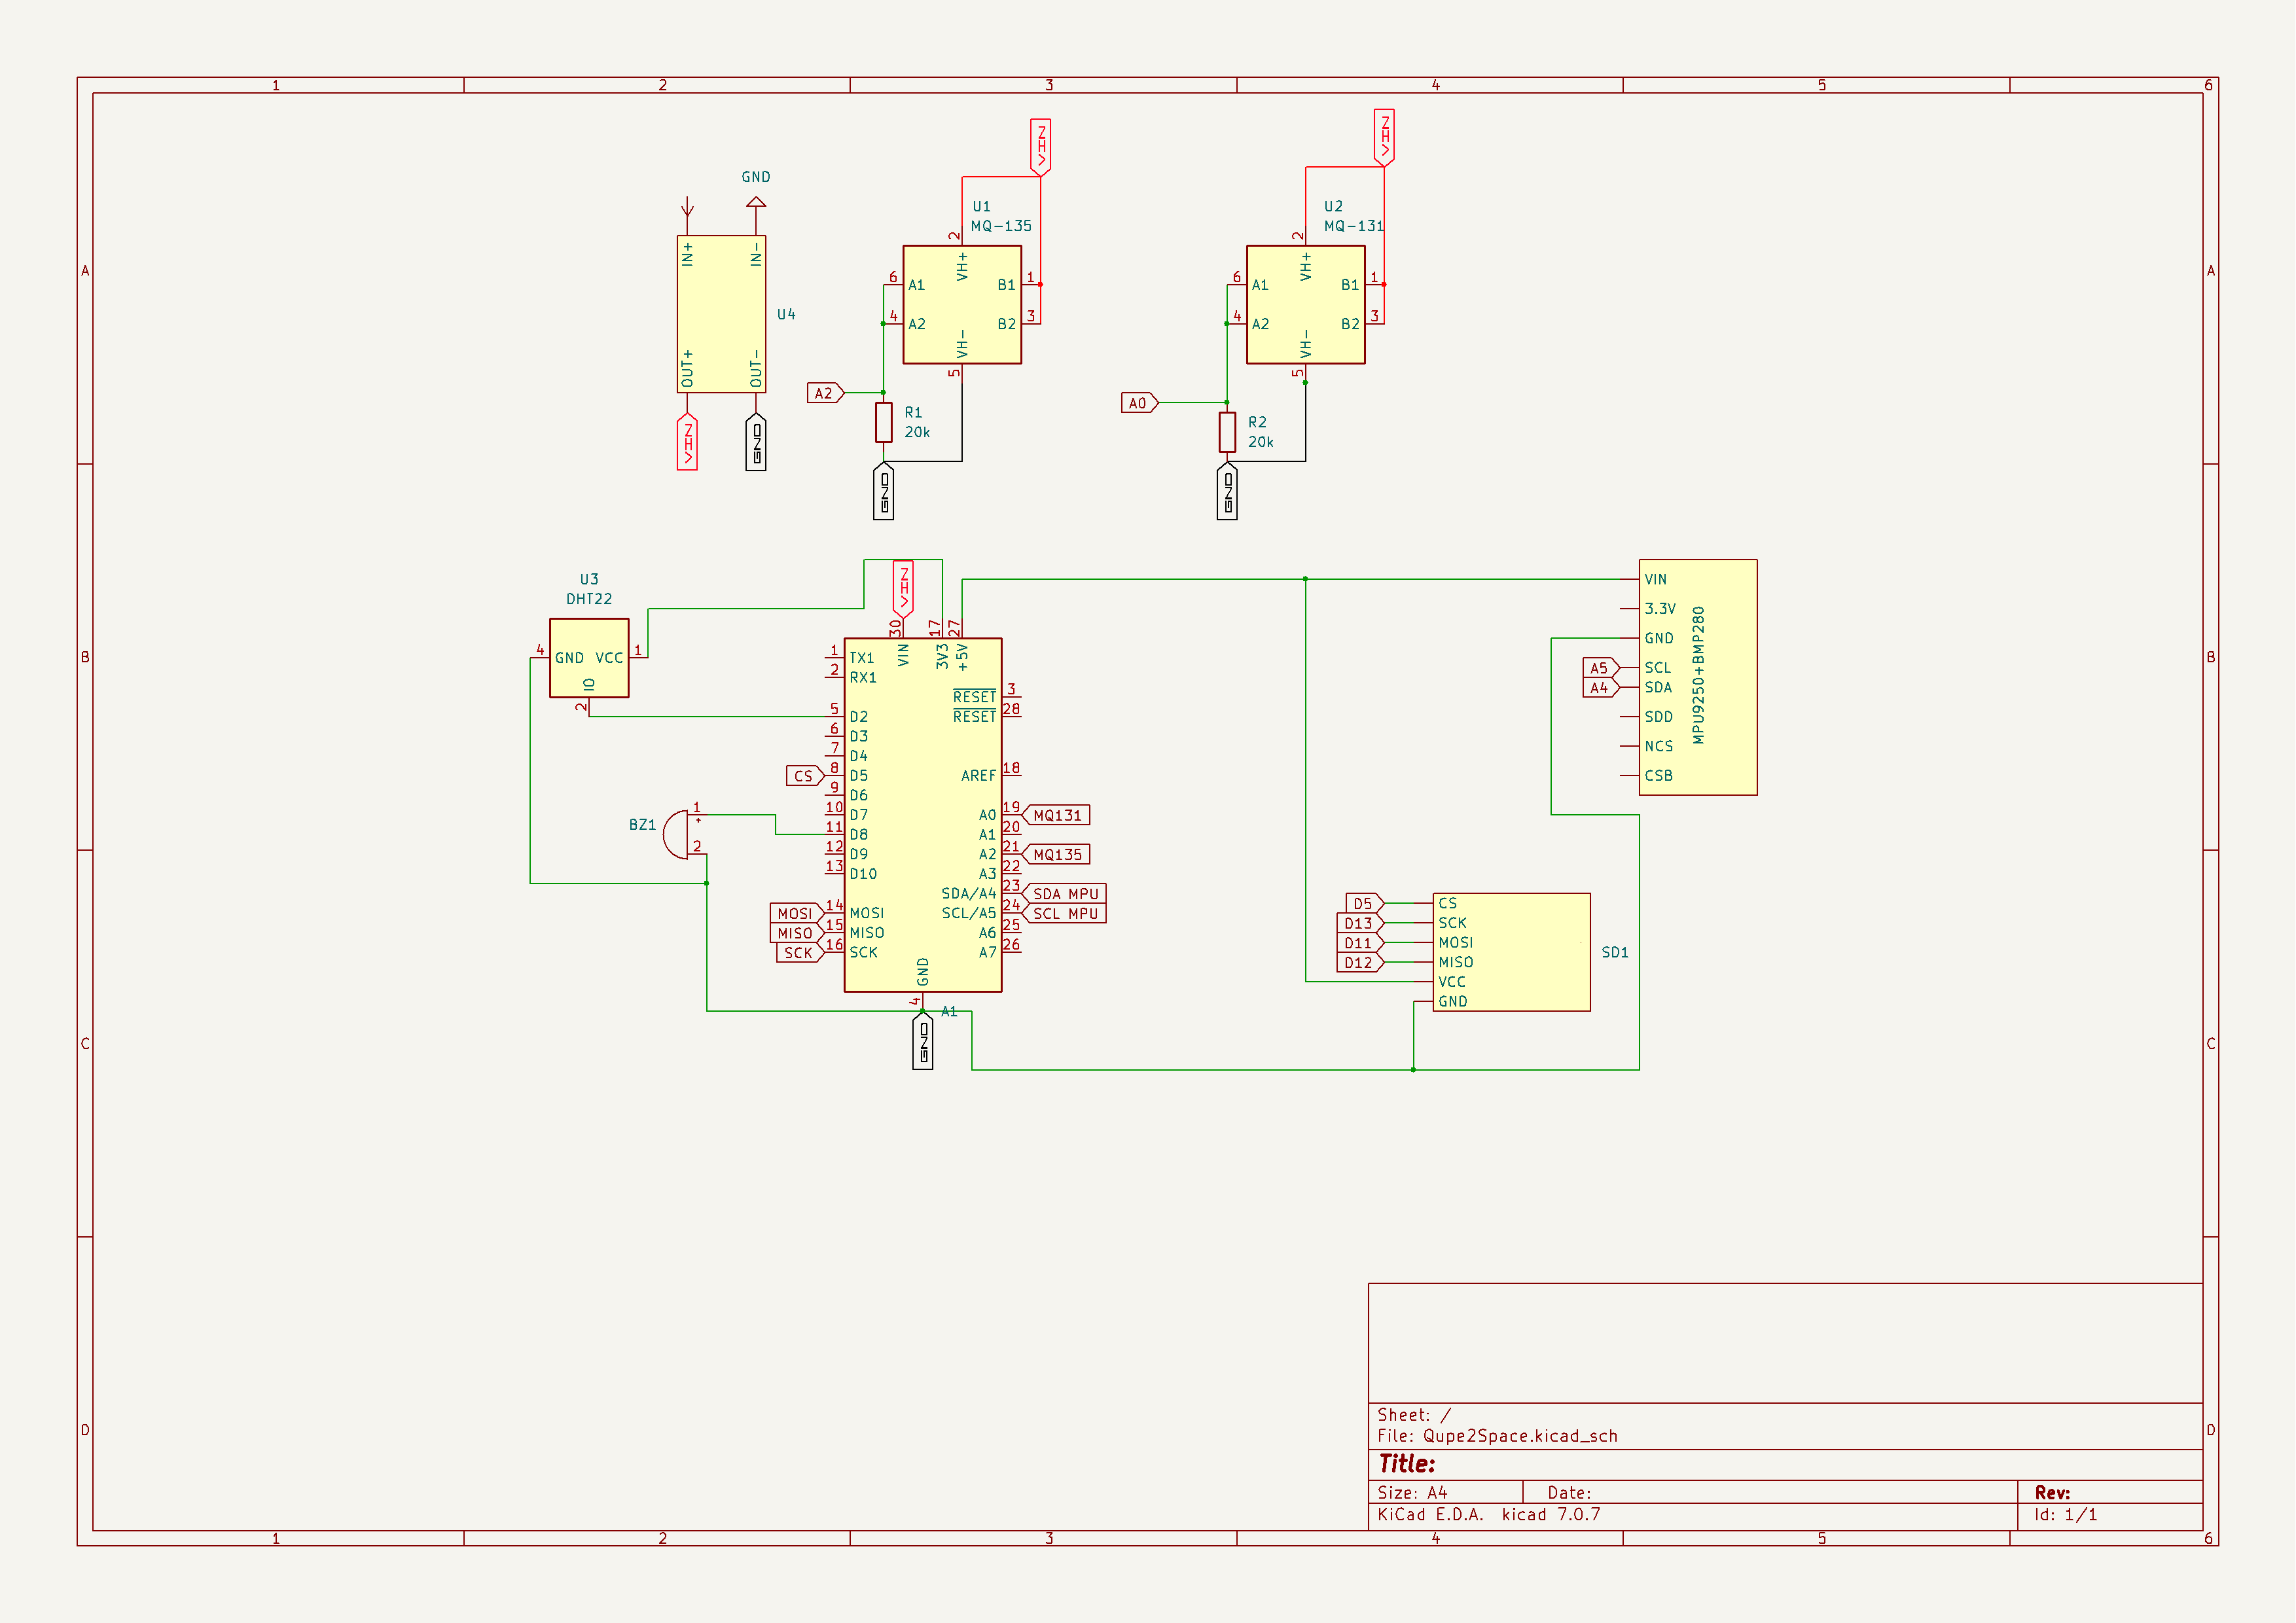 1 2 3 4 5 6
A A
B B
C C
D D
1 2 3 4 5 6
VIN
VIN
GND
IN+
IN-
OUT+
OUT-
U4
VIN
GND
U1
MQ-135
2
VH+
6 A1
B1 1
4 A2
B2 3
VH-
5
A2
R1
20k
GND
U2
MQ-131
2
VH+
6 A1
B1 1
4 A2
B2 3
VH-
5
A0
R2
20k
GND
U3
DHT22
4 GND VCC 1
IO
2
VIN
30 17 27
VIN 3V3 +5V
1 TX1
2 RX1
RESET 3
5 D2
RESET 28
6 D3
7 D4
CS 8 D5
AREF 18
9 D6
10 D7
A0 19 MQ131
11 D8
A1 20
12 D9
A2 21 MQ135
13 D10
A3 22
SDA/A4 23 SDA MPU
MOSI 14 MOSI
SCL/A5 24 SCL MPU
MISO 15 MISO
A6 25
SCK 16 SCK
A7 26
GND
4
A1
GND
BZ1
1
+
2
VIN
3.3V
GND
A5 SCL
A4 SDA
SDD
NCS
CSB
MPU9250+BMP280
D5 CS
D13 SCK
D11 MOSI
D12 MISO
VCC
GND
SD1
Sheet: /
File: Qupe2Space.kicad_sch
Title:
Size: A4 Date: Rev:
KiCad E.D.A. kicad 7.0.7 Id: 1/1